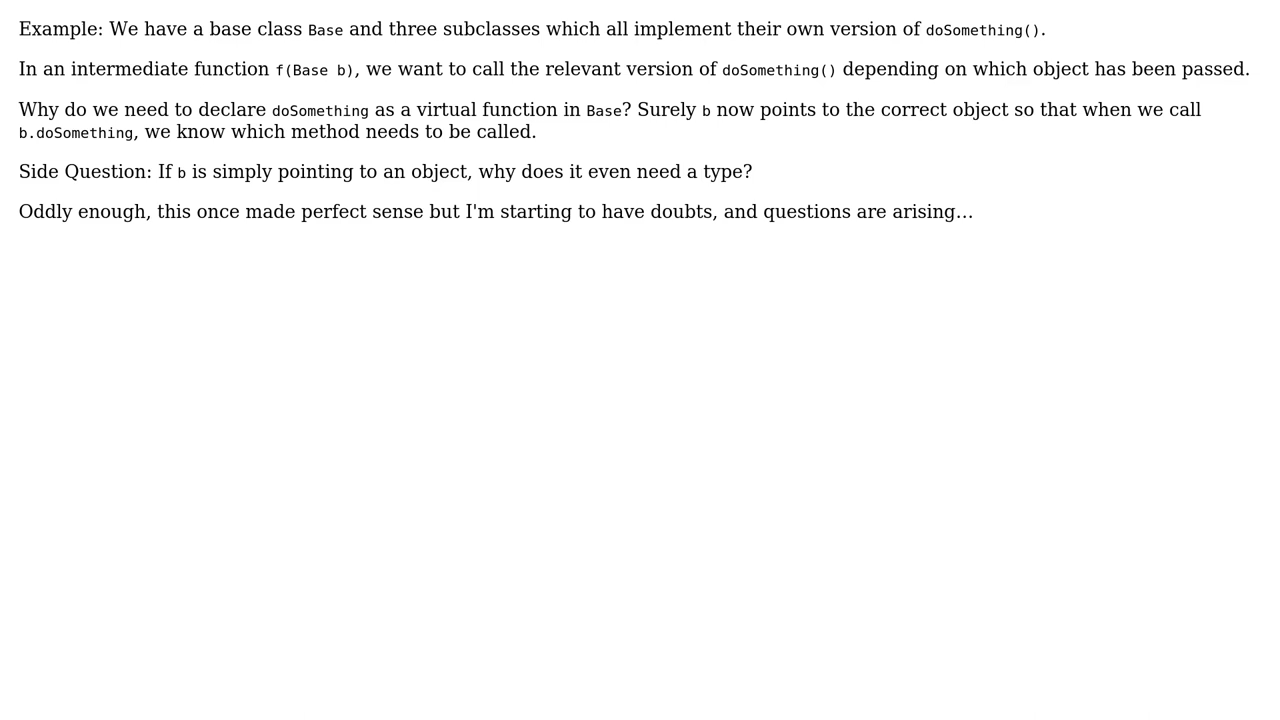 Example: We have a base class Base and three subclasses which all implement their own version of doSomething().
In an intermediate function f(Base b), we want to call the relevant version of doSomething() depending on which object has been passed.
Why do we need to declare doSomething as a virtual function in Base? Surely b now points to the correct object so that when we call
b.doSomething, we know which method needs to be called.
Side Question: If b is simply pointing to an object, why does it even need a type?
Oddly enough, this once made perfect sense but I'm starting to have doubts, and questions are arising…